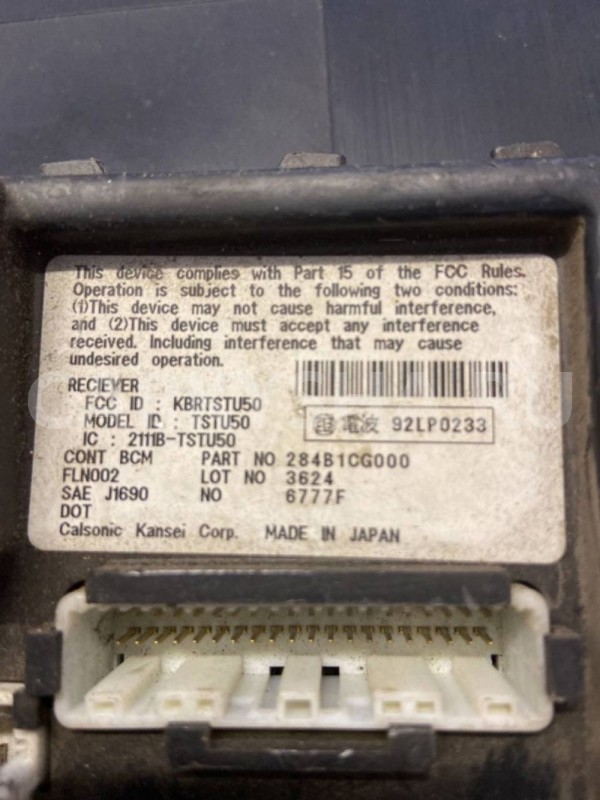 This device complies with Part 15 of the FCC Rules.
Operation is subject to the following two conditions:
(1)This device may not cause harmful interference,
and (2)This device must accept any interference
received. Including interference that may cause
undesired operation.
RECIEVER
FCC ID : KBRTSTU50
MODEL ID : TSTU50
IC : 2111B-TSTU50
電波 92LP0233
CONT BCM PART NO 284B1CG000
FLN002 LOT NO 3624
SAE J1690 NO 6777F
DOT
Calsonic Kansei Corp. MADE IN JAPAN